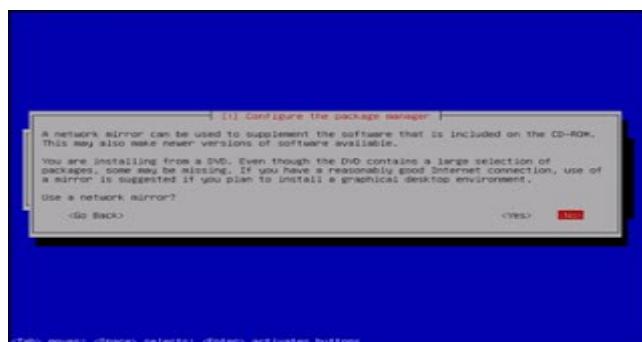 [!] Configure the package manager
A network mirror can be used to supplement the software that is included on the CD-ROM.
This may also make newer versions of software available.
You are installing from a DVD. Even though the DVD contains a large selection of
packages, some may be missing. If you have a reasonably good Internet connection, use of
a mirror is suggested if you plan to install a graphical desktop environment.
Use a network mirror?
<Go Back> <Yes> <No>
<Tab> moves; <Space> selects; <Enter> activates buttons